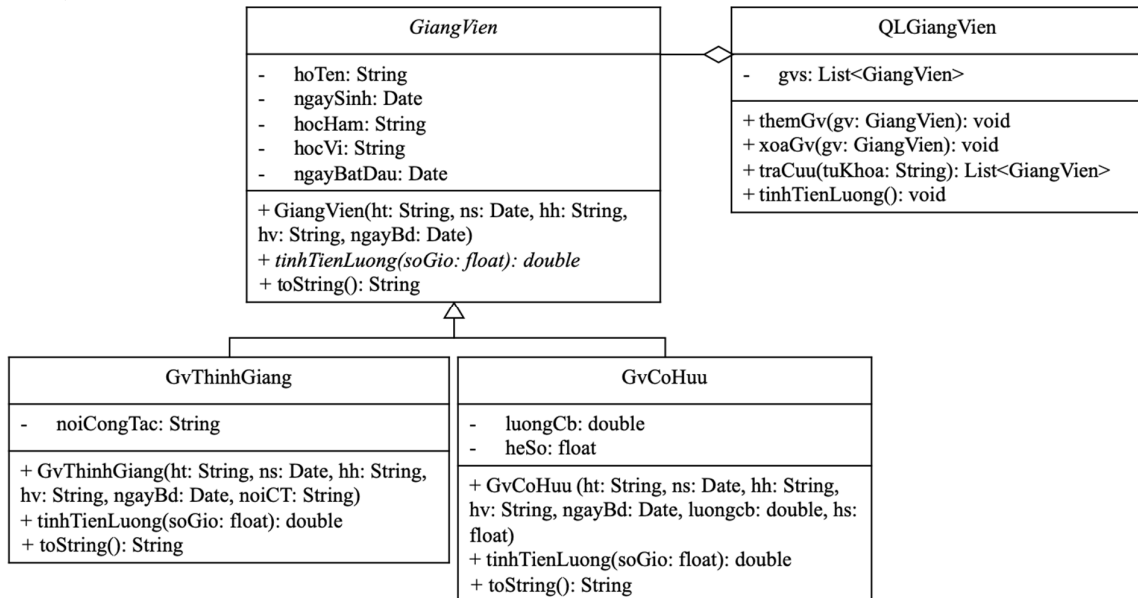 GiangVien
- hoTen: String
- ngaySinh: Date
- hocHam: String
- hocVi: String
- ngayBatDau: Date
+ GiangVien(ht: String, ns: Date, hh: String,
hv: String, ngayBd: Date)
+ tinhTienLuong(soGio: float): double
+ toString(): String
QLGiangVien
- gvs: List<GiangVien>
+ themGv(gv: GiangVien): void
+ xoaGv(gv: GiangVien): void
+ traCuu(tuKhoa: String): List<GiangVien>
+ tinhTienLuong(): void
GvThinhGiang
- noiCongTac: String
+ GvThinhGiang(ht: String, ns: Date, hh: String,
hv: String, ngayBd: Date, noiCT: String)
+ tinhTienLuong(soGio: float): double
+ toString(): String
GvCoHuu
- luongCb: double
- heSo: float
+ GvCoHuu (ht: String, ns: Date, hh: String,
hv: String, ngayBd: Date, luongcb: double, hs:
float)
+ tinhTienLuong(soGio: float): double
+ toString(): String